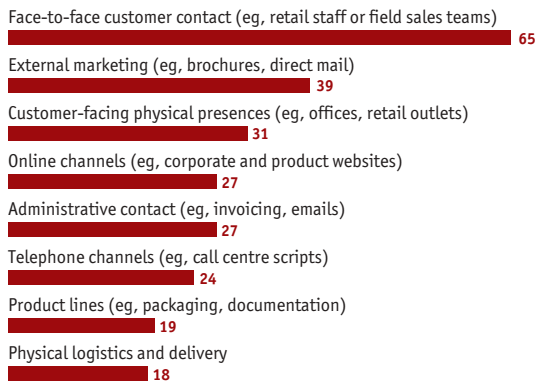 Face-to-face customer contact (eg, retail staff or field sales teams)
65
External marketing (eg, brochures, direct mail)
39
Customer-facing physical presences (eg, offices, retail outlets)
31
Online channels (eg, corporate and product websites)
27
Administrative contact (eg, invoicing, emails)
27
Telephone channels (eg, call centre scripts)
24
Product lines (eg, packaging, documentation)
19
Physical logistics and delivery
18